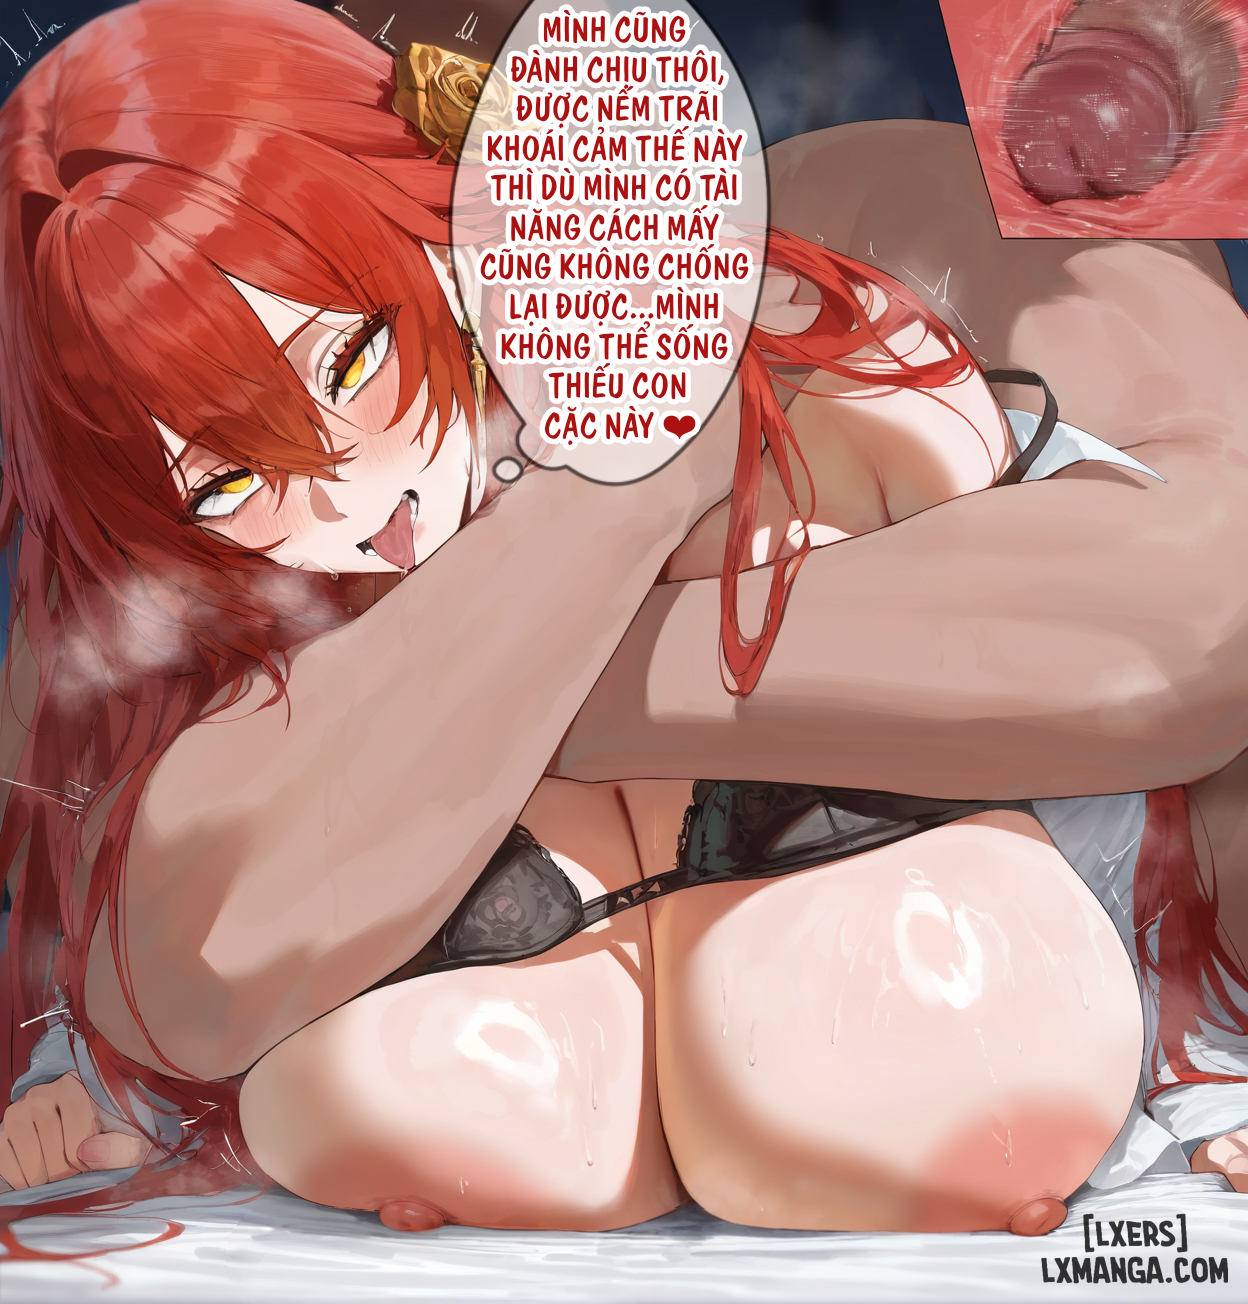 MÌNH CŨNG
ĐÀNH CHỊU THÔI,
ĐƯỢC NẾM TRÃI
KHOÁI CẢM THẾ NÀY
THÌ DÙ MÌNH CÓ TÀI
NĂNG CÁCH MẤY
CŨNG KHÔNG CHỐNG
LẠI ĐƯỢC...MÌNH
KHÔNG THỂ SỐNG
THIẾU CON
CẶC NÀY ❤
[LXERS]
LXMANGA.COM